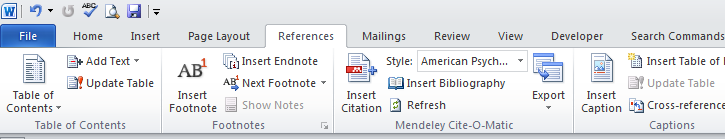 W ABC
File Home Insert Page Layout References Mailings Review View Developer Search Commands
Table of Contents
Add Text
Update Table
Table of Contents
AB1
Insert Footnote
Insert Endnote
AB1 Next Footnote
Show Notes
Footnotes
Insert Citation
Style: American Psych...
Insert Bibliography
Refresh
Export
Mendeley Cite-O-Matic
Insert Caption
Insert Table of
Update Table
Cross-reference
Captions